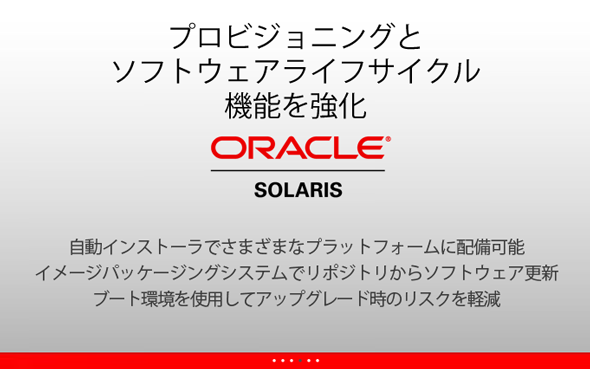 プロビジョニングと
ソフトウェアライフサイクル
機能を強化
ORACLE®
SOLARIS
自動インストーラでさまざまなプラットフォームに配備可能
イメージパッケージングシステムでリポジトリからソフトウェア更新
ブート環境を使用してアップグレード時のリスクを軽減